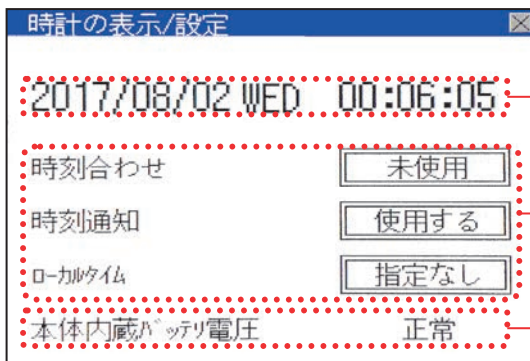 時計の表示/設定
2017/08/02 WED 00:06:05
時刻合わせ 未使用
時刻通知 使用する
ﾛｰｶﾙﾀｲﾑ 指定なし
本体内蔵ﾊﾞｯﾃﾘ電圧 正常